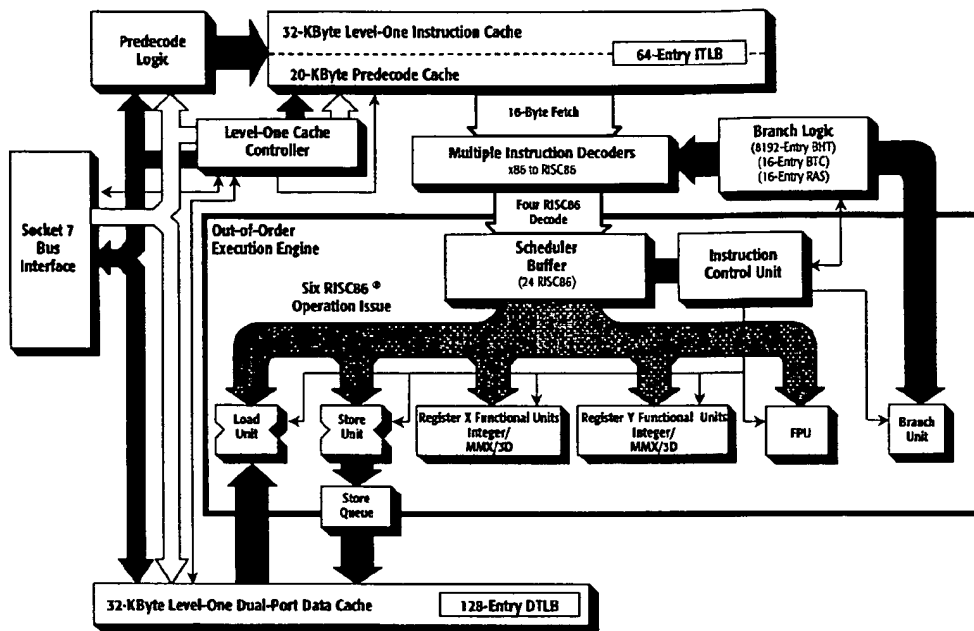 32-KByte Level-One Instruction Cache
Predecode
Logic
64-Entry ITLB
20-KByte Predecode Cache
16-Byte Fetch
Level-One Cache
Controller
Branch Logic
(8192-Entry BHT)
(16-Entry BTC)
(16-Entry RAS)
Multiple Instruction Decoders
x86 to RISC86
Four RISC86
Decode
Socket 7
Bus
Interface
Out-of-Order
Execution Engine
Scheduler
Buffer
(24 RISC86)
Instruction
Control Unit
Six RISC86 ®
Operation Issue
Load
Unit
Store
Unit
Register X Functional Units
Integer/
MMX/3D
Register Y Functional Units
Integer/
MMX/3D
FPU
Branch
Unit
Store
Queue
32-KByte Level-One Dual-Port Data Cache
128-Entry DTLB